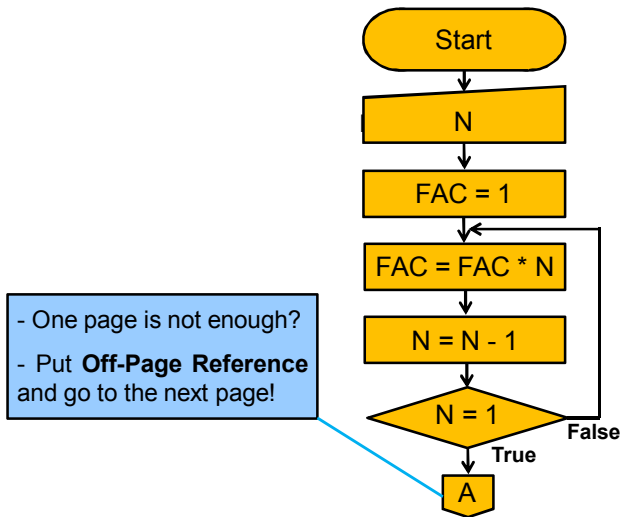 Start
N
FAC = 1
FAC = FAC * N
- One page is not enough?
- Put Off-Page Reference
and go to the next page!
N = N - 1
N = 1
False
True
A